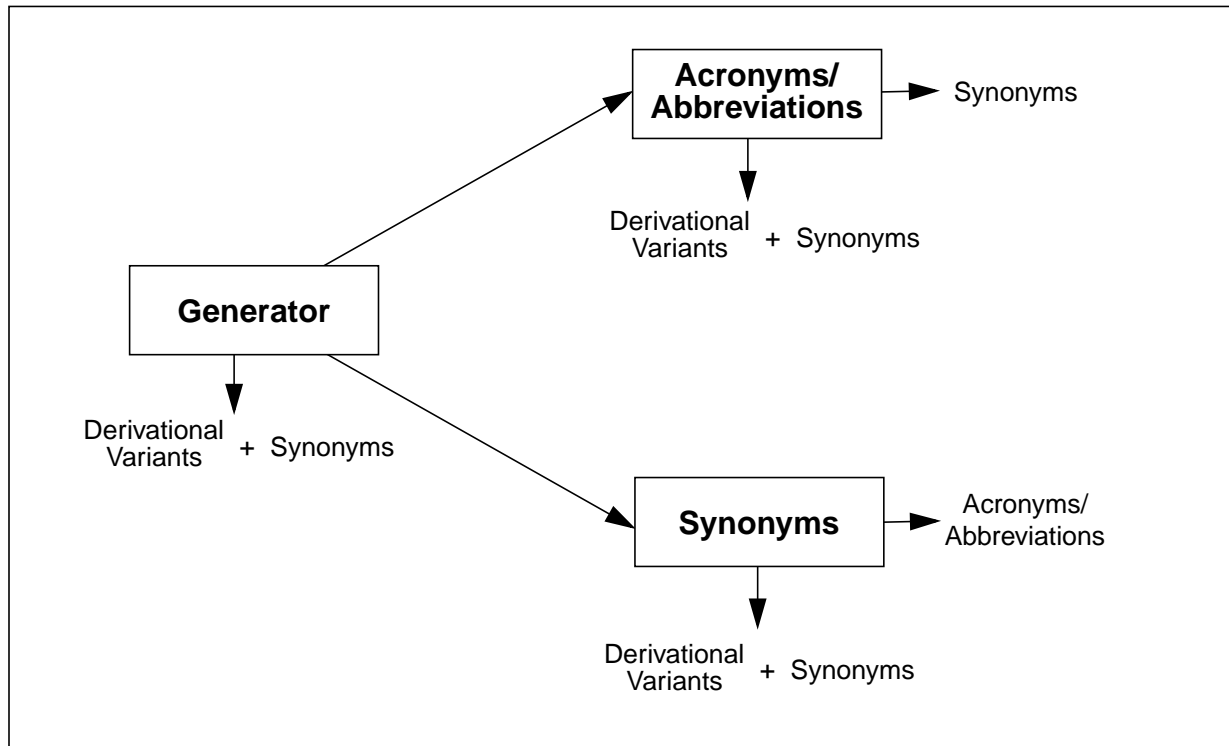 Acronyms/
Abbreviations
Synonyms
Derivational
Variants + Synonyms
Generator
Derivational
Variants + Synonyms
Synonyms
Acronyms/
Abbreviations
Derivational
Variants + Synonyms